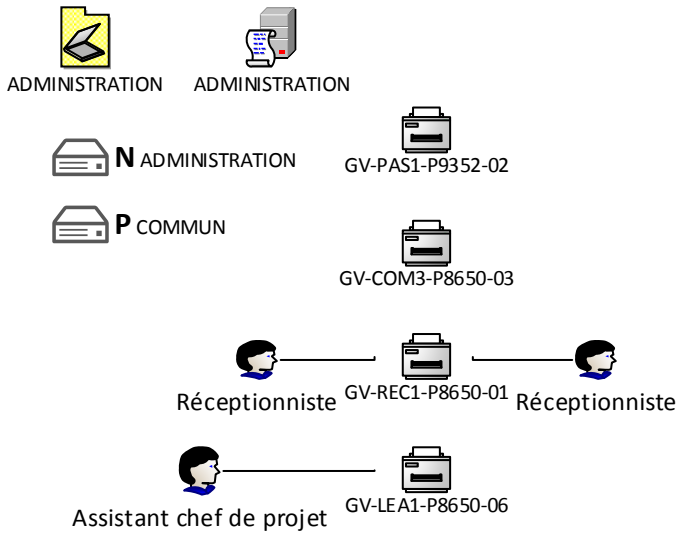 ADMINISTRATION
ADMINISTRATION
N ADMINISTRATION
GV-PAS1-P9352-02
P COMMUN
GV-COM3-P8650-03
Réceptionniste
GV-REC1-P8650-01
Réceptionniste
Assistant chef de projet
GV-LEA1-P8650-06